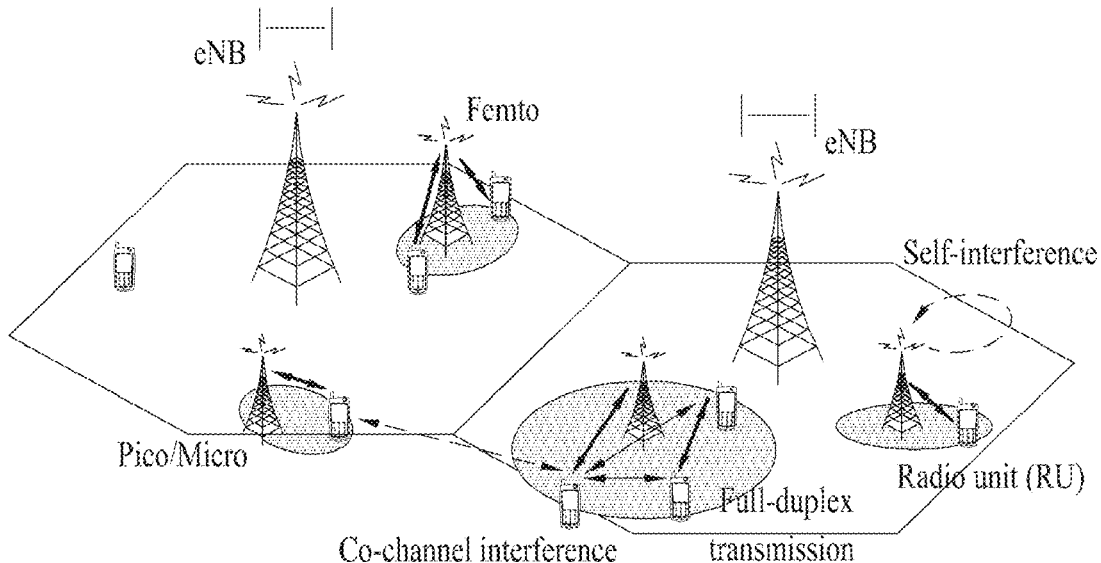 eNB
Femto
eNB
Self-interference
Pico/Micro
Radio unit (RU)
Full-duplex
transmission
Co-channel interference